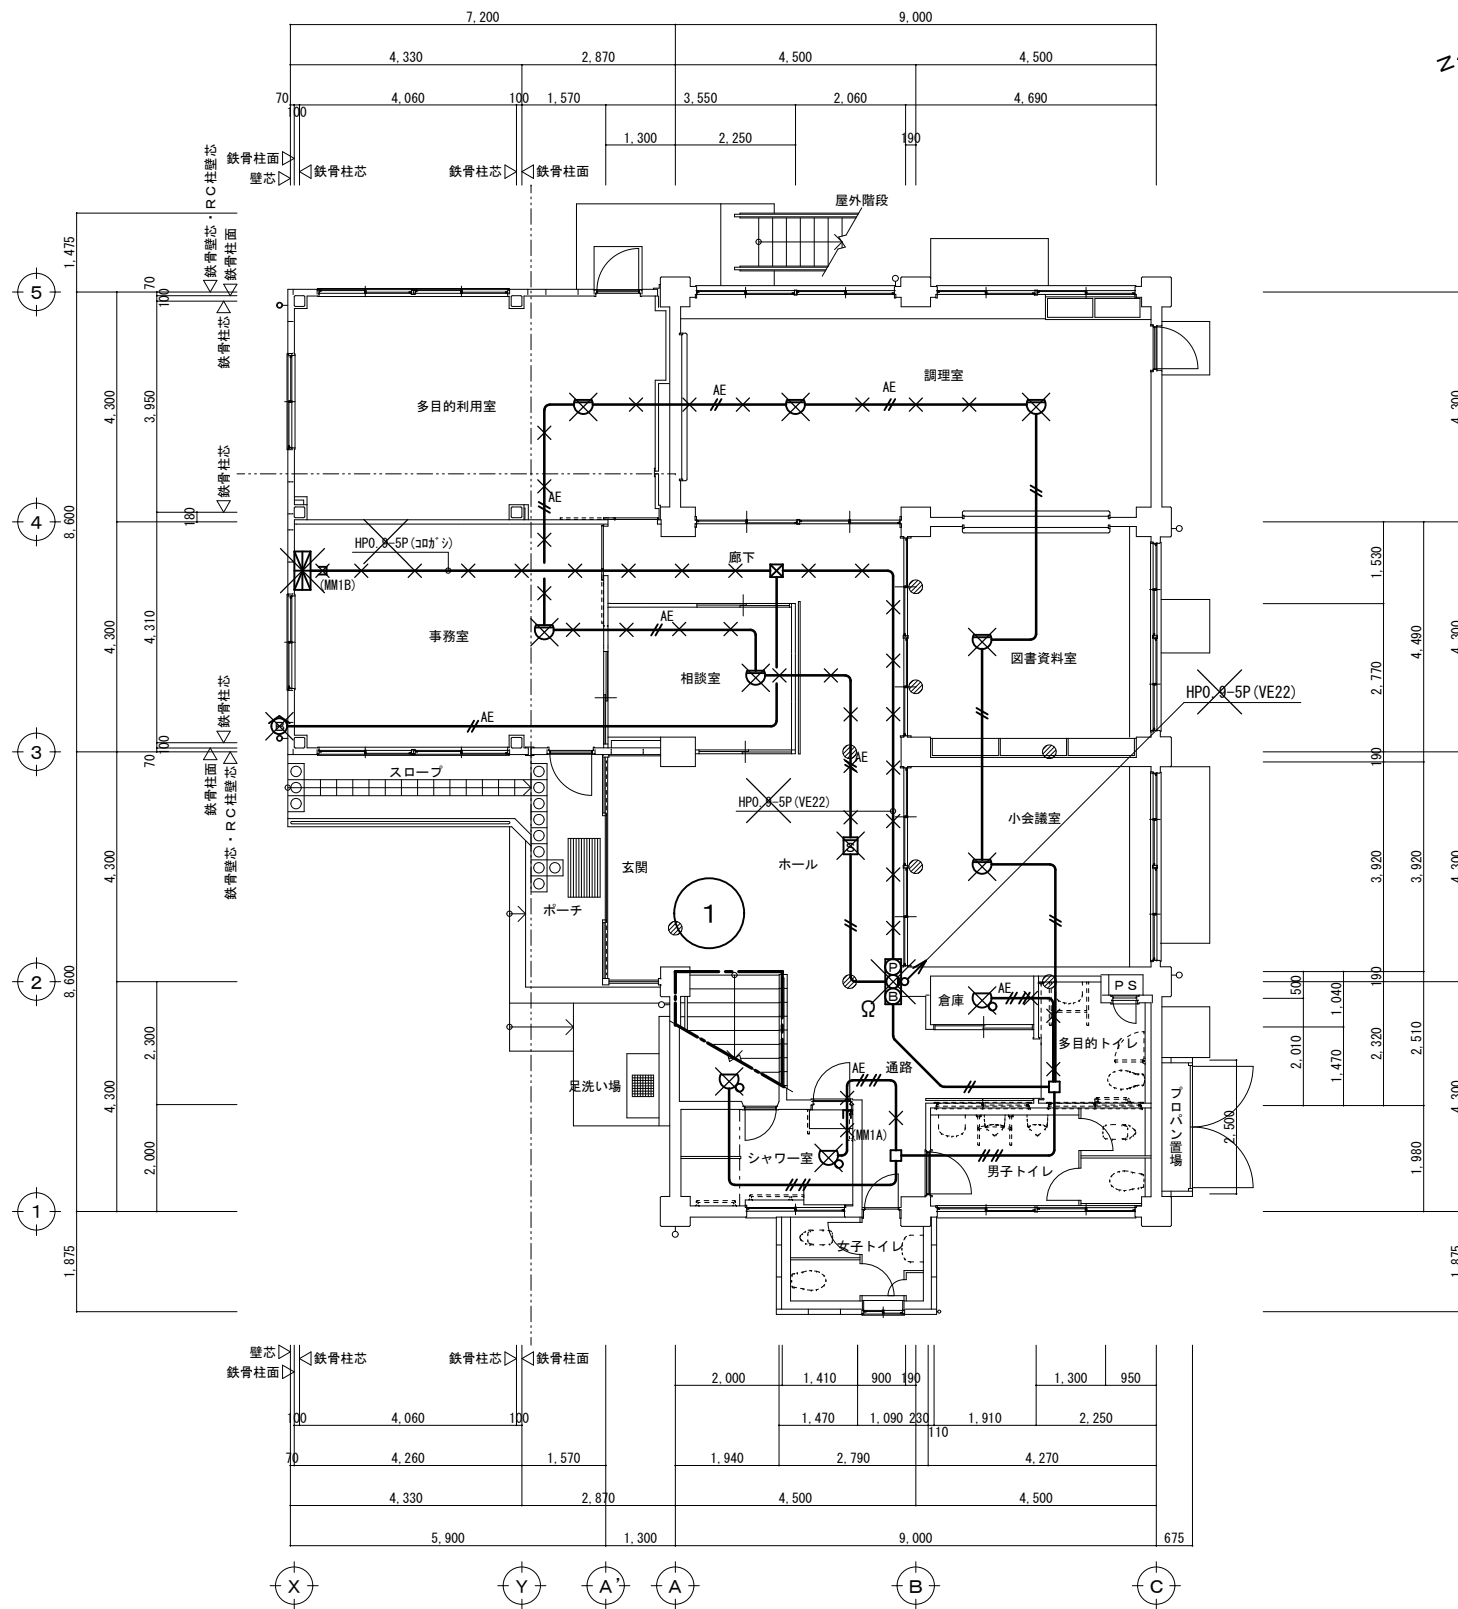 7,200
9,000
4,330
2,870
4,500
4,500
70
100
4,060
100
1,570
3,550
2,060
4,690
1,300
2,250
190
鉄骨柱面
壁芯
鉄骨柱芯
鉄骨柱芯
鉄骨柱面
鉄骨壁芯・RC柱壁芯
鉄骨柱面
屋外階段
1,475
70
100
5
鉄骨柱芯
調理室
AE
AE
多目的利用室
4,300
3,950
4,300
鉄骨柱芯
AE
180
4
8,600
HP0.9-5P(ｺﾛｶﾞｼ)
廊下
(MM1B)
1,530
AE
事務室
4,300
4,310
相談室
図書資料室
2,770
4,490
4,300
HP0.9-5P(VE22)
鉄骨柱芯
AE
100
70
3
鉄骨柱面
鉄骨壁芯・RC柱壁芯
スロープ
AE
190
HP0.9-5P(VE22)
小会議室
S
4,300
玄関
ホール
3,920
3,920
4,300
ポーチ
1
P
B
2
8,600
Ω
倉庫
AE
PS
190
500
1,040
2,300
多目的トイレ
2,010
1,470
2,320
2,510
AE
通路
足洗い場
4,300
4,300
プロパン置場
2,500
(MM1A)
シャワー室
男子トイレ
2,000
1,980
1
女子トイレ
1,875
1,875
壁芯
鉄骨柱面
鉄骨柱芯
鉄骨柱芯
鉄骨柱面
2,000
1,410
900
190
1,300
950
100
4,060
100
1,470
1,090
230
1,910
2,250
110
70
4,260
1,570
1,940
2,790
4,270
4,330
2,870
4,500
4,500
5,900
1,300
9,000
675
X
Y
A'
A
B
C